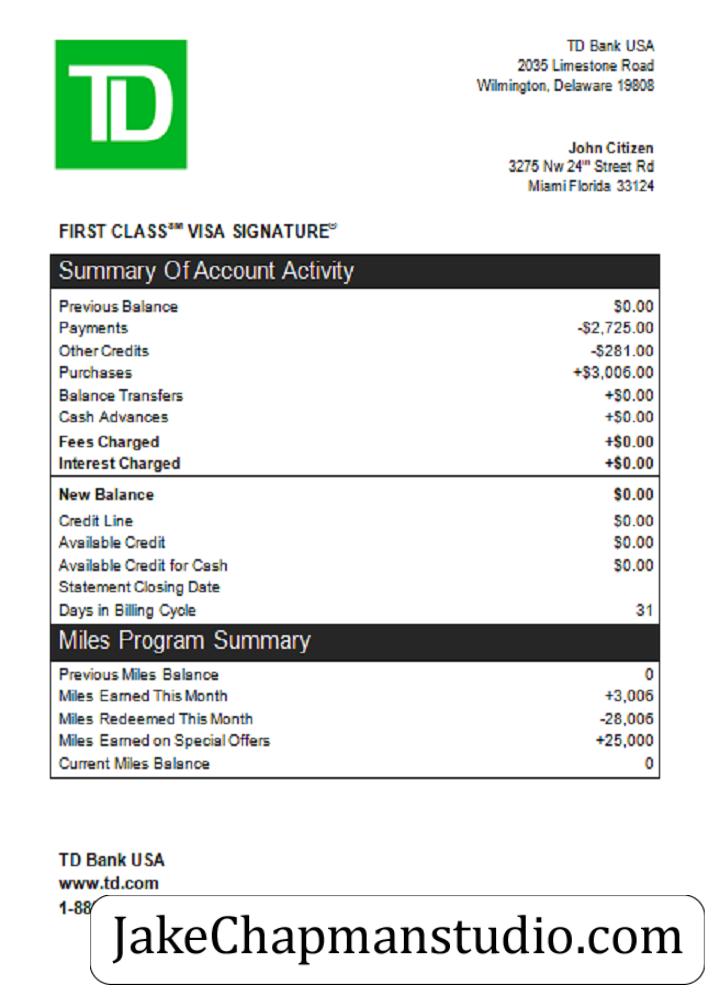 TD
TD Bank USA
2035 Limestone Road
Wilmington, Delaware 19808
John Citizen
3275 Nw 24th Street Rd
Miami Florida 33124
FIRST CLASS℠ VISA SIGNATURE®
Summary Of Account Activity
Previous Balance $0.00
Payments -$2,725.00
Other Credits -$281.00
Purchases +$3,006.00
Balance Transfers +$0.00
Cash Advances +$0.00
Fees Charged +$0.00
Interest Charged +$0.00
New Balance $0.00
Credit Line $0.00
Available Credit $0.00
Available Credit for Cash $0.00
Statement Closing Date
Days in Billing Cycle 31
Miles Program Summary
Previous Miles Balance 0
Miles Earned This Month +3,006
Miles Redeemed This Month -28,006
Miles Earned on Special Offers +25,000
Current Miles Balance 0
TD Bank USA
www.td.com
1-88
JakeChapmanstudio.com